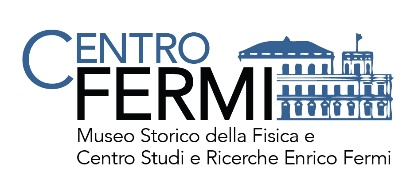 CENTRO
FERMI
Museo Storico della Fisica e
Centro Studi e Ricerche Enrico Fermi